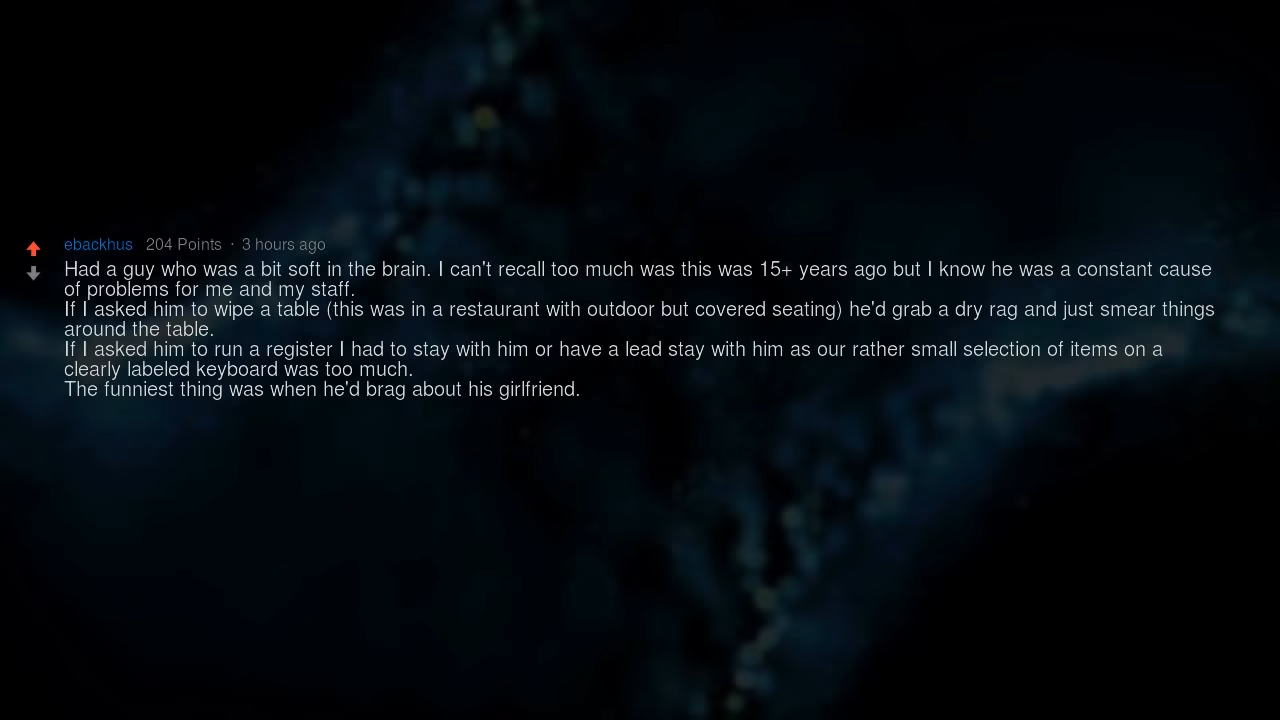 ebackhus 204 Points · 3 hours ago
Had a guy who was a bit soft in the brain. I can't recall too much was this was 15+ years ago but I know he was a constant cause
of problems for me and my staff.
If I asked him to wipe a table (this was in a restaurant with outdoor but covered seating) he'd grab a dry rag and just smear things
around the table.
If I asked him to run a register I had to stay with him or have a lead stay with him as our rather small selection of items on a
clearly labeled keyboard was too much.
The funniest thing was when he'd brag about his girlfriend.